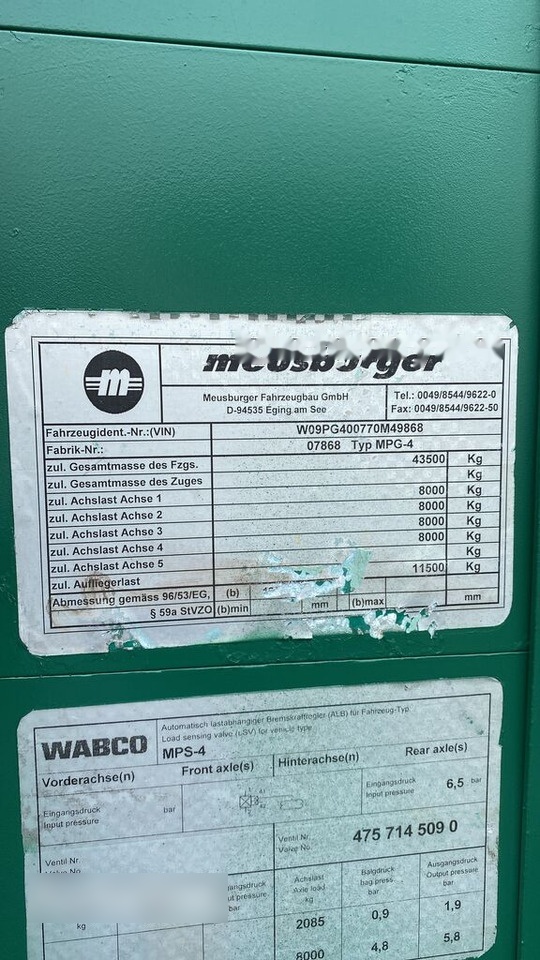 m
meusburger
Meusburger Fahrzeugbau GmbH
D-94535 Eging am See
Tel.: 0049/8544/9622-0
Fax: 0049/8544/9622-50
Fahrzeugident.-Nr.:(VIN) W09PG400770M49868
Fabrik-Nr.: 07868 Typ MPG-4
zul. Gesamtmasse des Fzgs. 43500 Kg
zul. Gesamtmasse des Zuges Kg
zul. Achslast Achse 1 8000 Kg
zul. Achslast Achse 2 8000 Kg
zul. Achslast Achse 3 8000 Kg
zul. Achslast Achse 4 8000 Kg
zul. Achslast Achse 5 Kg
zul. Aufliegerlast 11500 Kg
Abmessung gemäss 96/53/EG, (b)
§ 59a StVZO (b)min mm (b)max mm
WABCO
Automatisch lastabhängiger Bremskraftregler (ALB) für Fahrzeug-Typ
Load sensing valve (LSV) for vehicle type
MPS-4
Vorderachse(n) Front axle(s) Hinterachse(n) Rear axle(s)
Eingangsdruck bar
Input pressure
Eingangsdruck 6,5 bar
Input pressure
Ventil Nr. 475 714 509 0
Valve No.
Ventil Nr
Valve No
kg
bar
Achslast
Axle load
kg
Balgdruck
bag press.
bar
Ausgangsdruck
Output pressure
bar
2085 0,9 1,9
8000 4,8 5,8